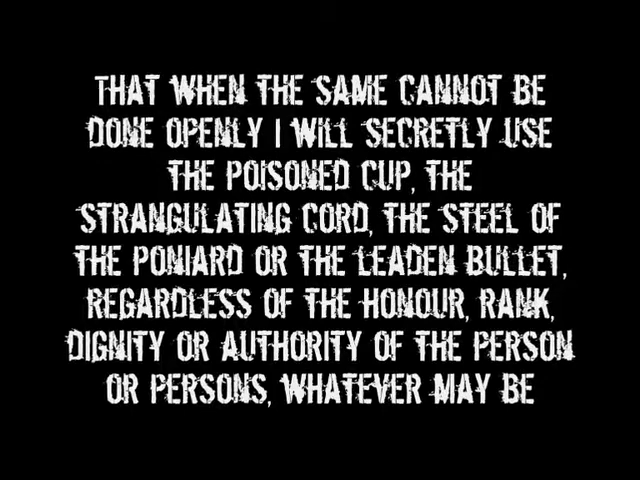 THAT WHEN THE SAME CANNOT BE
DONE OPENLY I WILL SECRETLY USE
THE POISONED CUP, THE
STRANGULATING CORD, THE STEEL OF
THE PONIARD OR THE LEADEN BULLET,
REGARDLESS OF THE HONOUR, RANK,
DIGNITY OR AUTHORITY OF THE PERSON
OR PERSONS, WHATEVER MAY BE